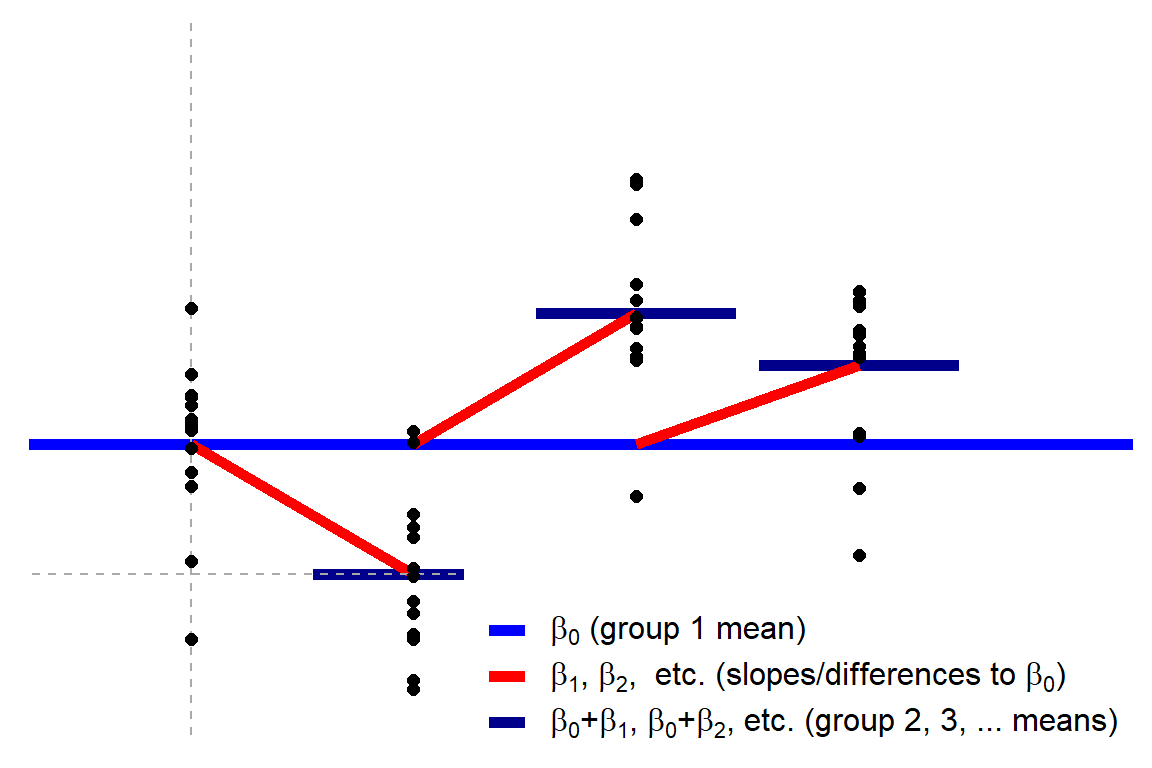 β₀ (group 1 mean)
β₁, β₂,  etc. (slopes/differences to β₀)
β₀+β₁, β₀+β₂, etc. (group 2, 3, ... means)